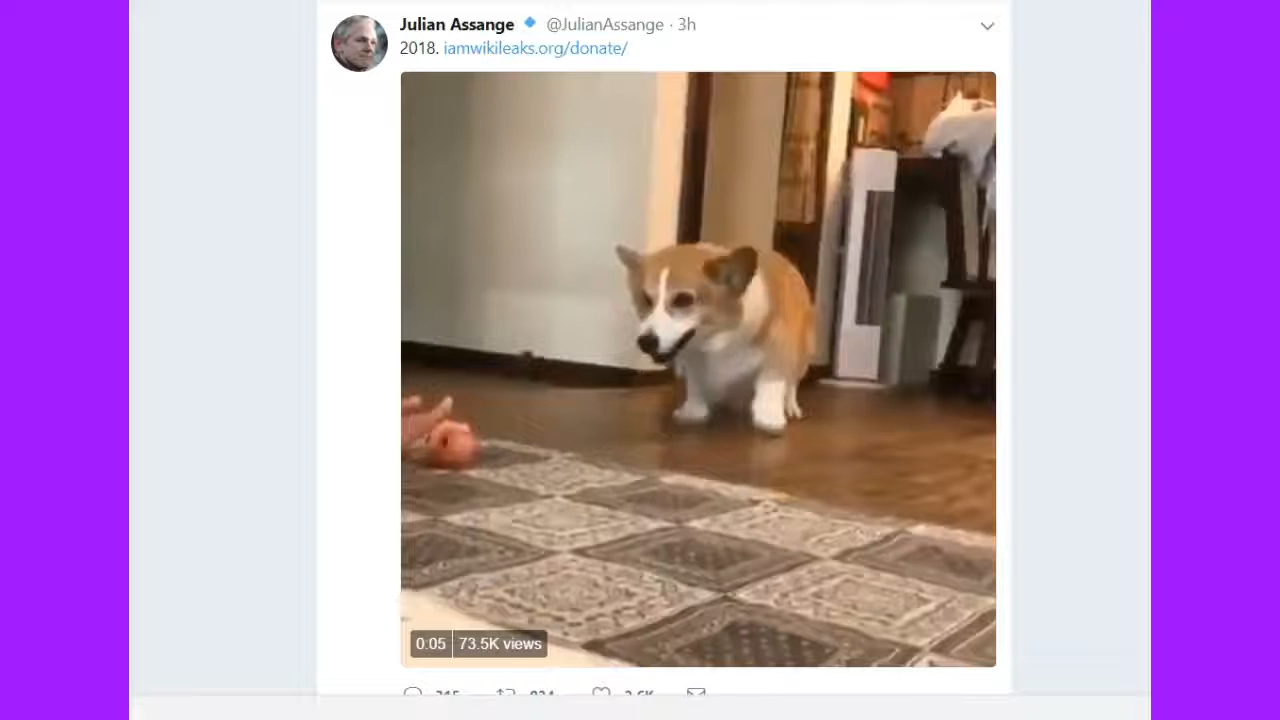 Julian Assange 🔹 @JulianAssange · 3h
2018. iamwikileaks.org/donate/
0:05 73.5K views